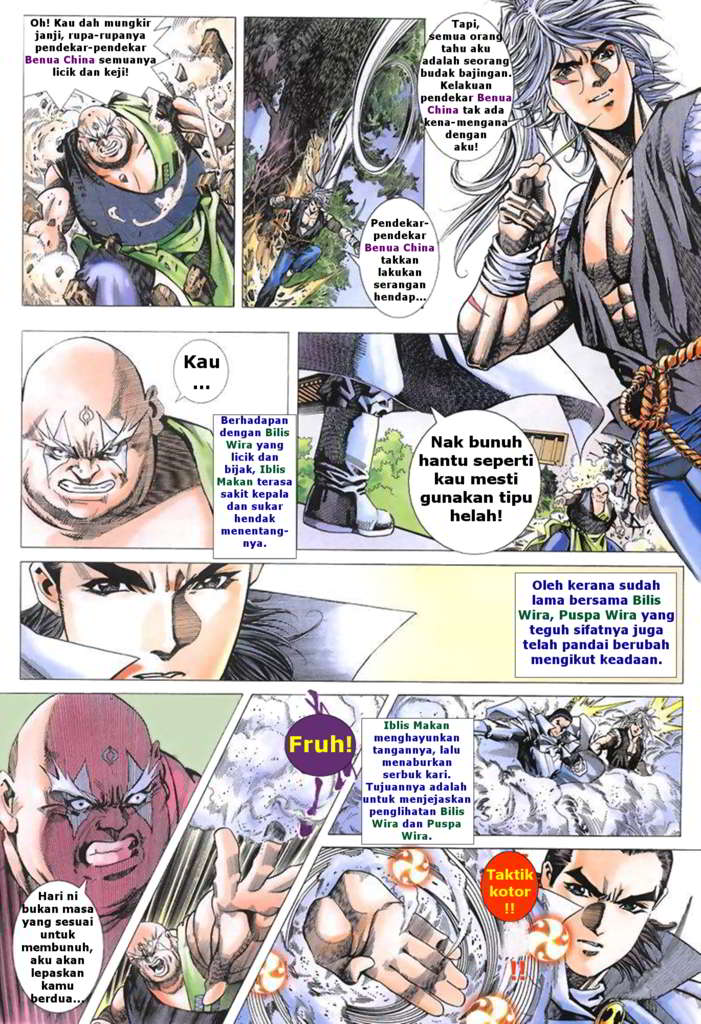 Oh! Kau dah mungkir
janji, rupa-rupanya
pendekar-pendekar
Benua China semuanya
licik dan keji!
Tapi,
semua orang
tahu aku
adalah seorang
budak bajingan.
Kelakuan
pendekar Benua
China tak ada
kena-mengana
dengan
aku!
Pendekar-
pendekar
Benua China
takkan
lakukan
serangan
hendap...
Kau
...
Berhadapan
dengan Bilis
Wira yang
licik dan
bijak, Iblis
Makan terasa
sakit kepala
dan sukar
hendak
menentang-
nya.
Nak bunuh
hantu seperti
kau mesti
gunakan tipu
helah!
Oleh kerana sudah
lama bersama Bilis
Wira, Puspa Wira yang
teguh sifatnya juga
telah pandai berubah
mengikut keadaan.
Hari ni
bukan masa
yang sesuai
untuk
membunuh,
aku akan
lepaskan
kamu
berdua...
Fruh!
Iblis Makan
menghayunkan
tangannya, lalu
menaburkan
serbuk kari.
Tujuannya adalah
untuk menjejaskan
penglihatan Bilis
Wira dan Puspa
Wira.
Taktik
kotor
!!
!!